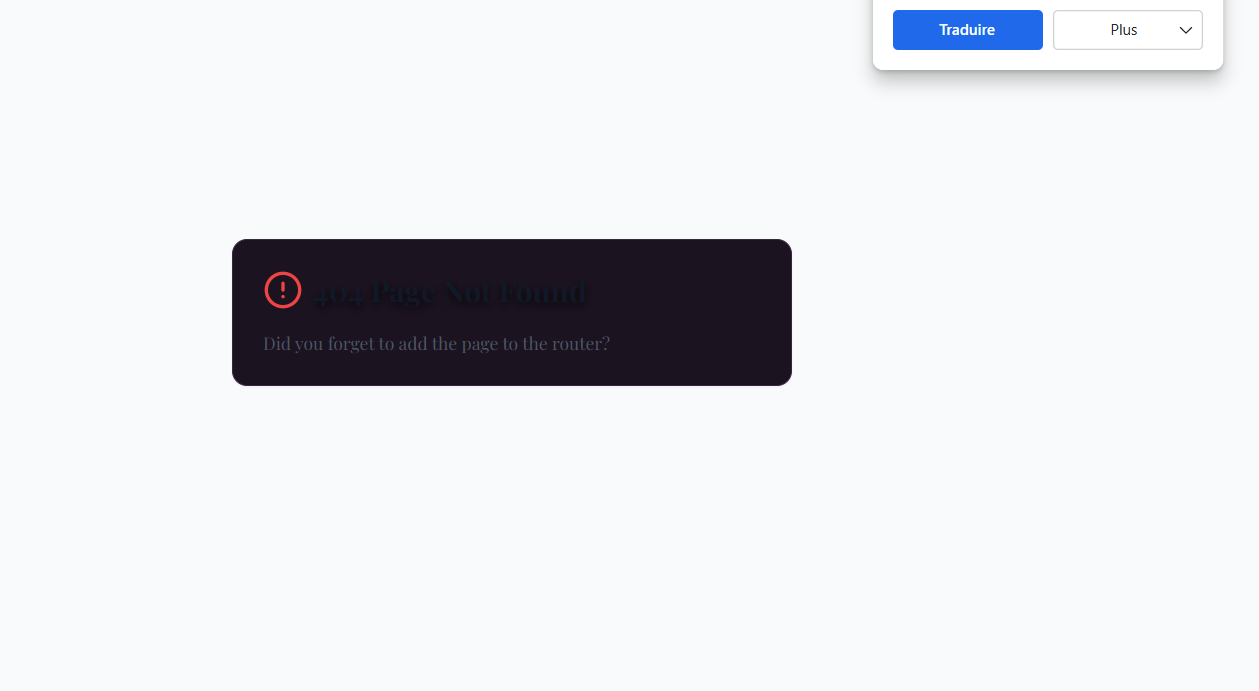 Traduire
Plus
404 Page Not Found
Did you forget to add the page to the router?